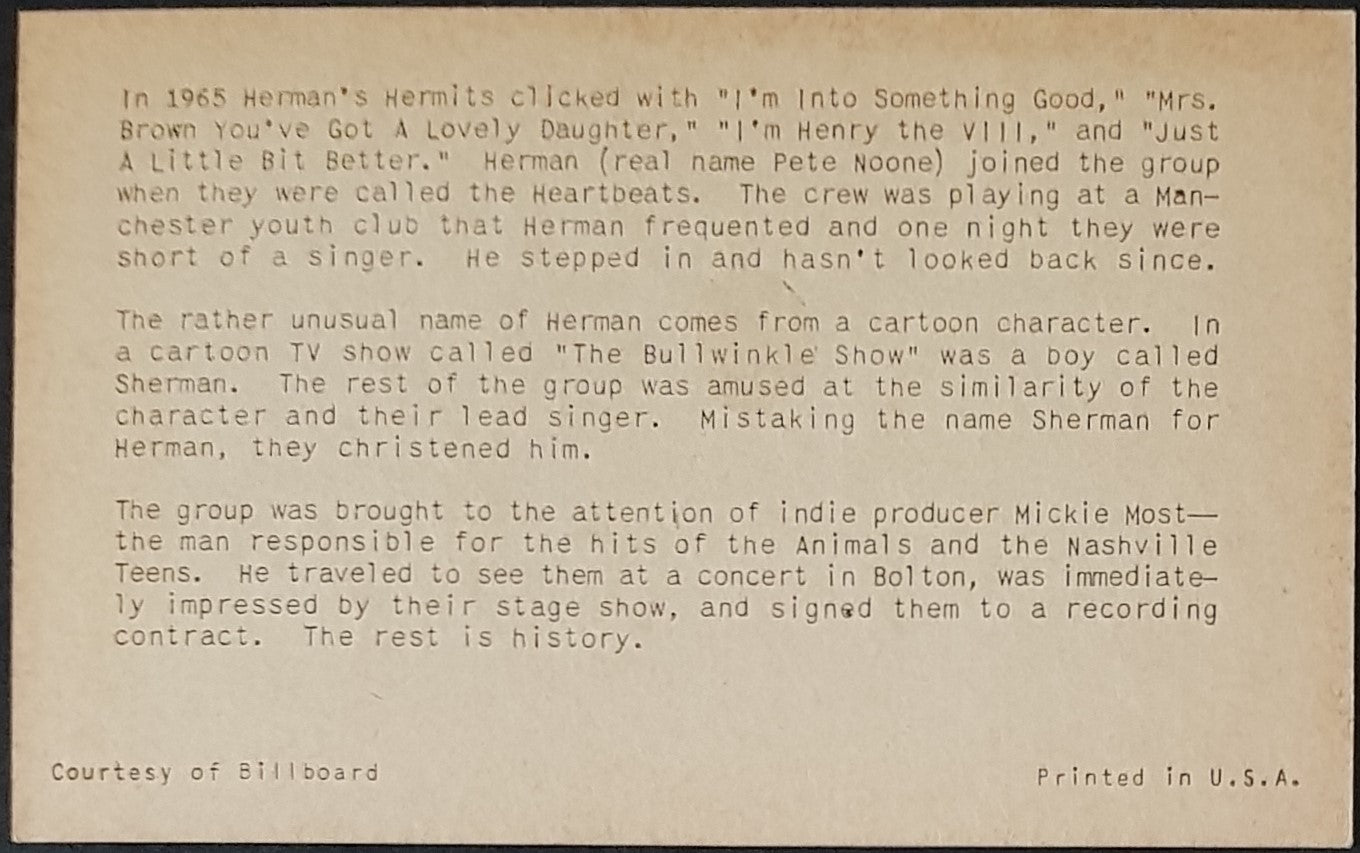 In 1965 Herman's Hermits clicked with "I'm Into Something Good," "Mrs.
Brown You've Got A Lovely Daughter," "I'm Henry the VIII," and "Just
A Little Bit Better." Herman (real name Pete Noone) joined the group
when they were called the Heartbeats. The crew was playing at a Man-
chester youth club that Herman frequented and one night they were
short of a singer. He stepped in and hasn't looked back since.
The rather unusual name of Herman comes from a cartoon character. In
a cartoon TV show called "The Bullwinkle Show" was a boy called
Sherman. The rest of the group was amused at the similarity of the
character and their lead singer. Mistaking the name Sherman for
Herman, they christened him.
The group was brought to the attention of indie producer Mickie Most—
the man responsible for the hits of the Animals and the Nashville
Teens. He traveled to see them at a concert in Bolton, was immediate-
ly impressed by their stage show, and signed them to a recording
contract. The rest is history.
Courtesy of Billboard
Printed in U.S.A.